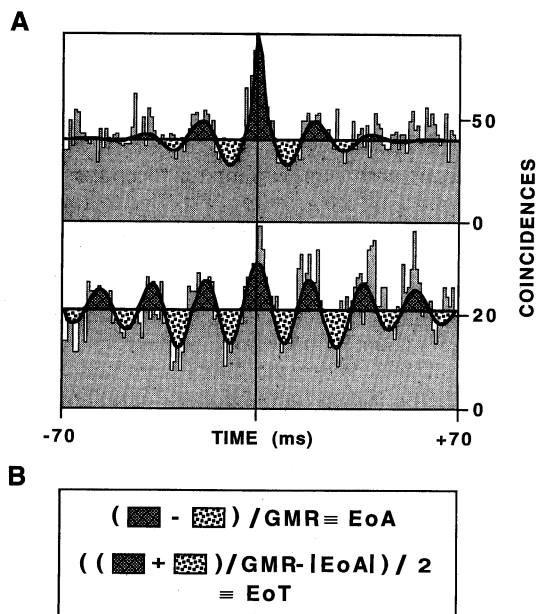 A
50
0
20
0
COINCIDENCES
-70 TIME (ms) +70
B
( - ) /GMR ≡ EoA
( ( + )/GMR-|EoA|) / 2
≡ EoT